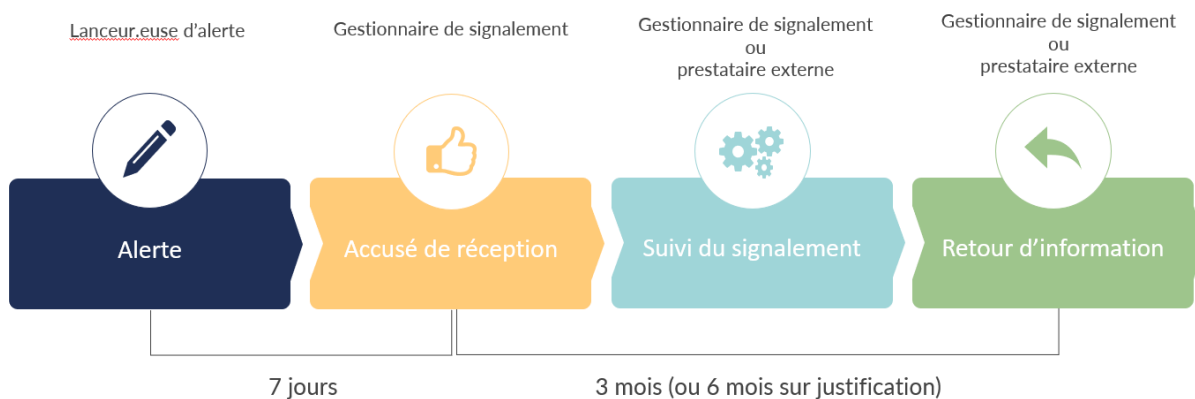 Lanceur.euse d'alerte
Gestionnaire de signalement
Gestionnaire de signalement
ou
prestataire externe
Gestionnaire de signalement
ou
prestataire externe
Alerte
Accusé de réception
Suivi du signalement
Retour d'information
7 jours
3 mois (ou 6 mois sur justification)